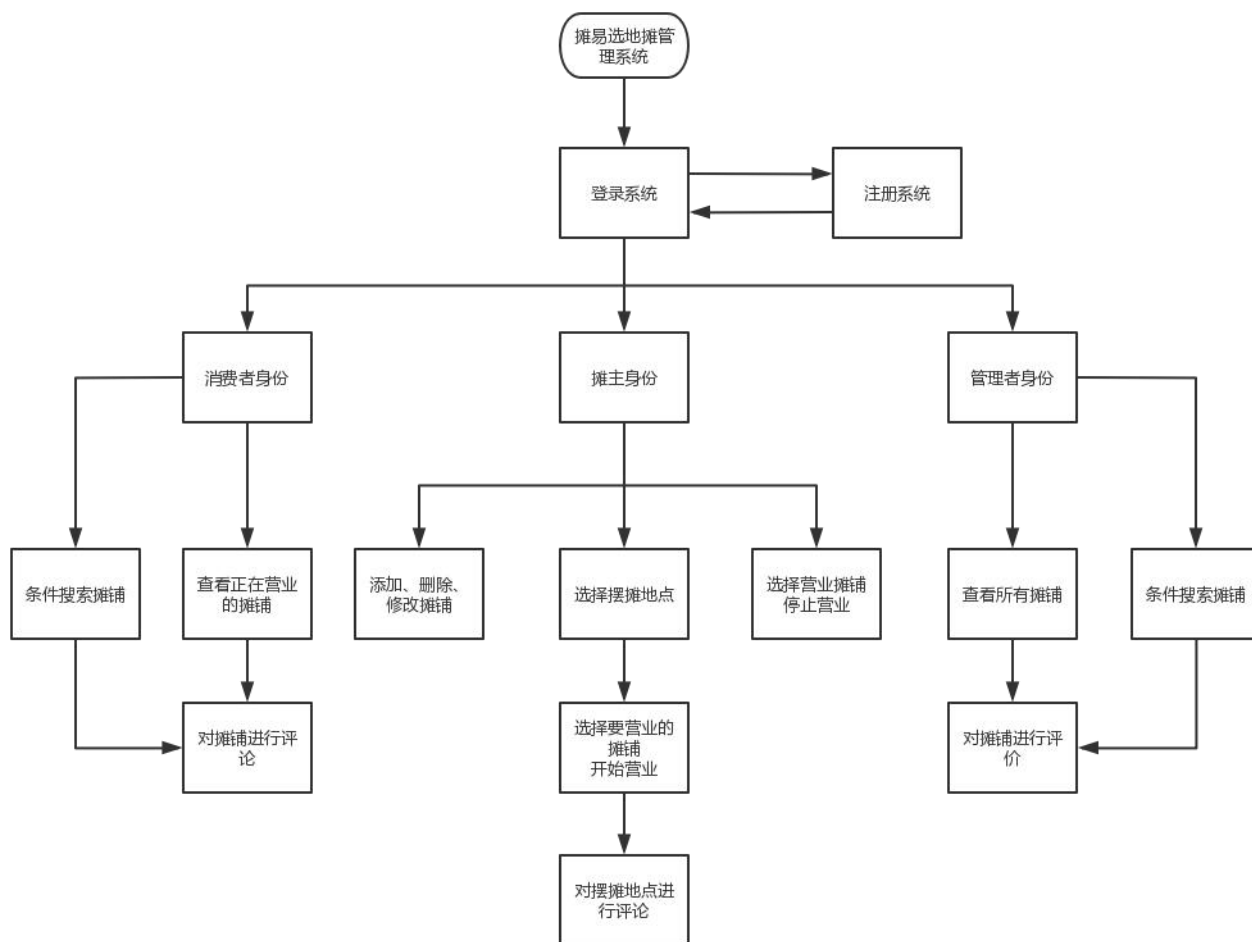 摊易选地摊管
理系统
登录系统
注册系统
消费者身份
摊主身份
管理者身份
条件搜索摊铺
查看正在营业
的摊铺
添加、删除、
修改摊铺
选择摆摊地点
选择营业摊铺
停止营业
查看所有摊铺
条件搜索摊铺
对摊铺进行评
论
选择要营业的
摊铺
开始营业
对摊铺进行评
价
对摆摊地点进
行评论